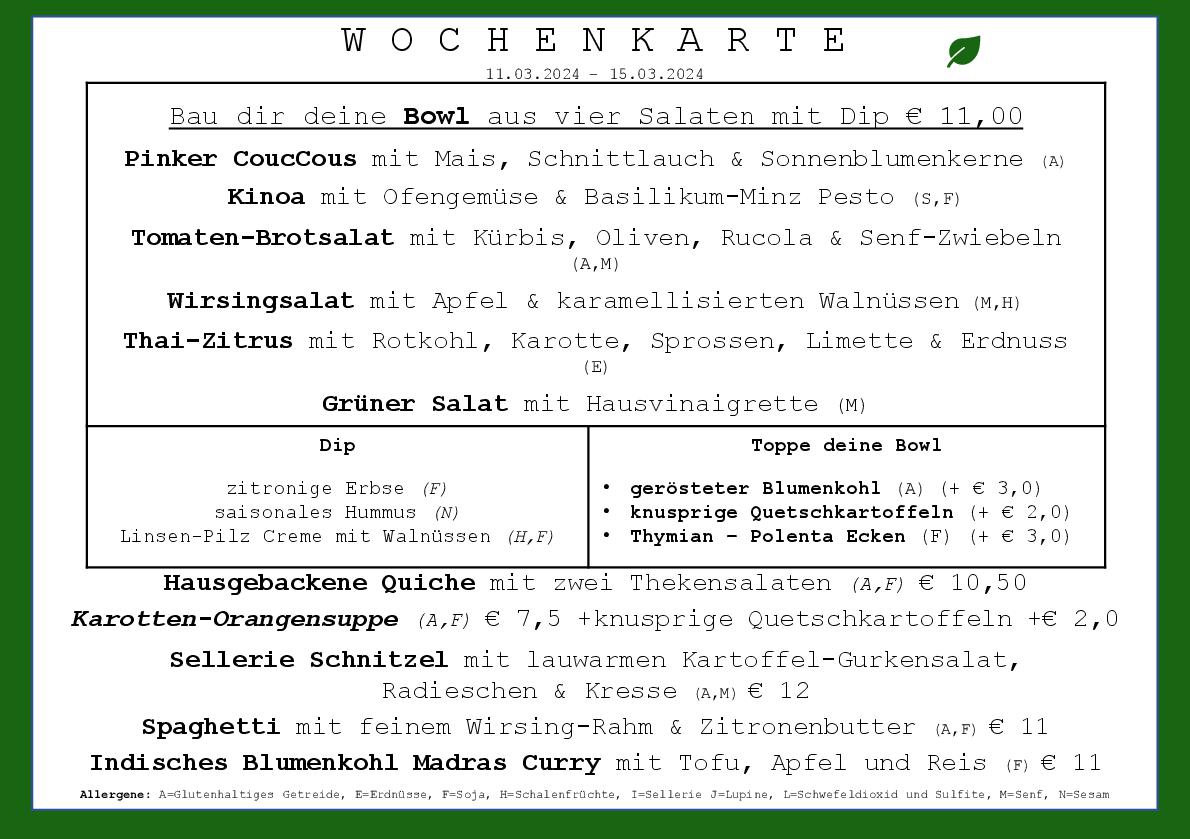 WOCHENKARTE
11.03.2024 – 15.03.2024
Bau dir deine Bowl aus vier Salaten mit Dip € 11,00
Pinker CoucCous mit Mais, Schnittlauch & Sonnenblumenkerne (A)
Kinoa mit Ofengemüse & Basilikum-Minz Pesto (S,F)
Tomaten-Brotsalat mit Kürbis, Oliven, Rucola & Senf-Zwiebeln
(A,M)
Wirsingsalat mit Apfel & karamellisierten Walnüssen (M,H)
Thai-Zitrus mit Rotkohl, Karotte, Sprossen, Limette & Erdnuss
(E)
Grüner Salat mit Hausvinaigrette (M)
Dip
zitronige Erbse (F)
saisonales Hummus (N)
Linsen-Pilz Creme mit Walnüssen (H,F)
Toppe deine Bowl
• gerösteter Blumenkohl (A) (+ € 3,0)
• knusprige Quetschkartoffeln (+ € 2,0)
• Thymian – Polenta Ecken (F) (+ € 3,0)
Hausgebackene Quiche mit zwei Thekensalaten (A,F) € 10,50
Karotten-Orangensuppe (A,F) € 7,5 +knusprige Quetschkartoffeln +€ 2,0
Sellerie Schnitzel mit lauwarmen Kartoffel-Gurkensalat,
Radieschen & Kresse (A,M) € 12
Spaghetti mit feinem Wirsing-Rahm & Zitronenbutter (A,F) € 11
Indisches Blumenkohl Madras Curry mit Tofu, Apfel und Reis (F) € 11
Allergene: A=Glutenhaltiges Getreide, E=Erdnüsse, F=Soja, H=Schalenfrüchte, I=Sellerie J=Lupine, L=Schwefeldioxid und Sulfite, M=Senf, N=Sesam